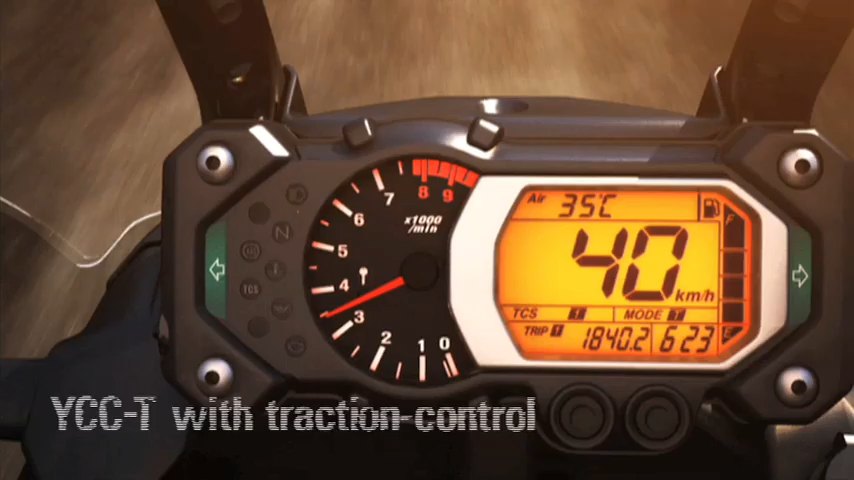 8 9
7
6
x1000
/min
5
4
3
2
1
0
N
TCS
Air 35°C
F
40
km/h
TCS 1 MODE T
TRIP 1 1840.2 6:23
E
YCC-T with traction-control